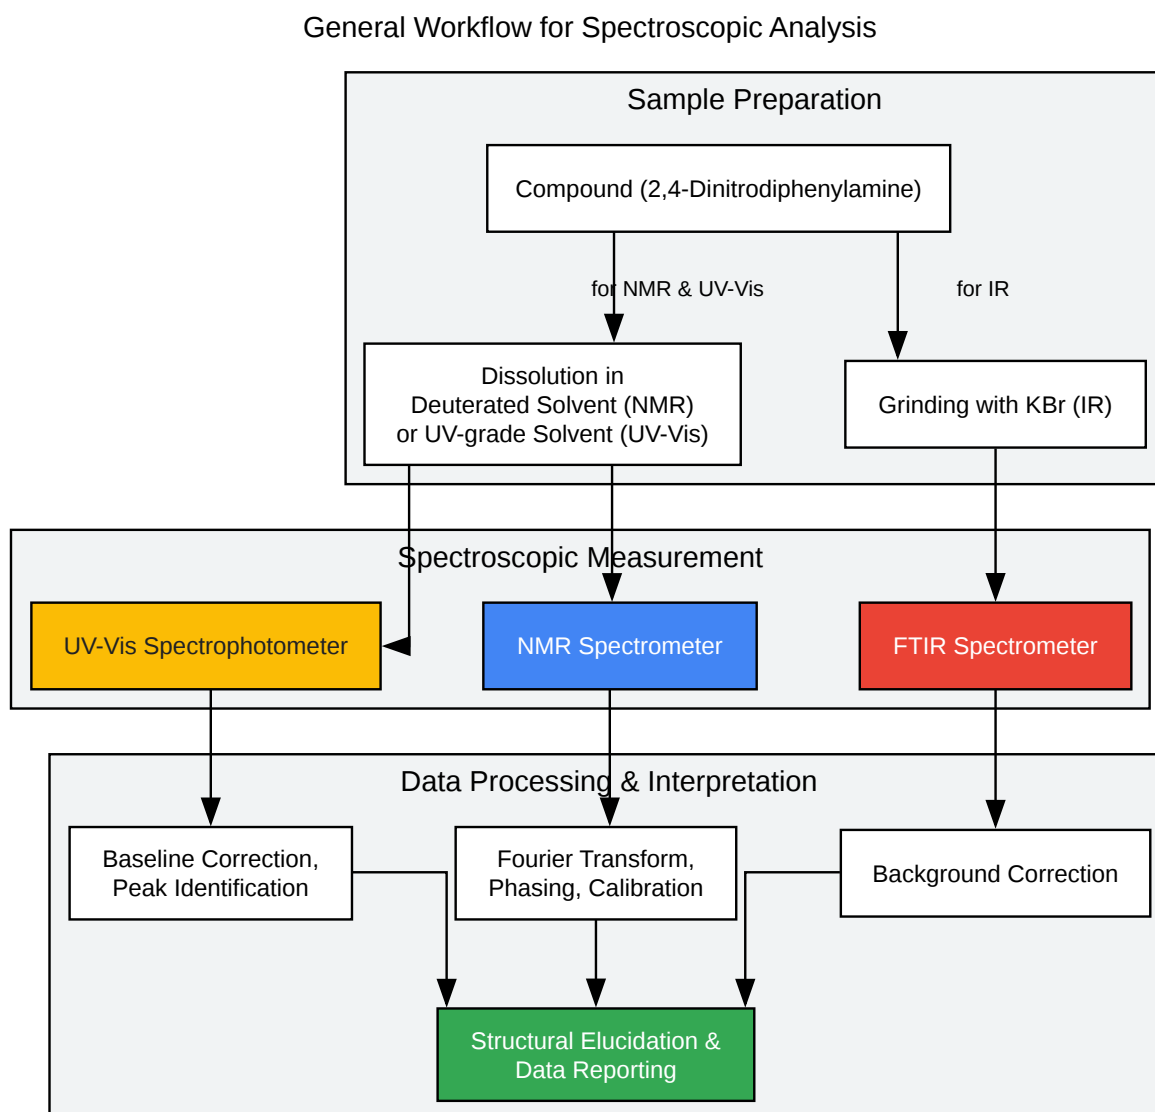 General Workflow for Spectroscopic Analysis
Sample Preparation
Compound (2,4-Dinitrodiphenylamine)
for NMR & UV-Vis
for IR
Dissolution in
Deuterated Solvent (NMR)
or UV-grade Solvent (UV-Vis)
Grinding with KBr (IR)
Spectroscopic Measurement
UV-Vis Spectrophotometer
NMR Spectrometer
FTIR Spectrometer
Data Processing & Interpretation
Baseline Correction,
Peak Identification
Fourier Transform,
Phasing, Calibration
Background Correction
Structural Elucidation &
Data Reporting